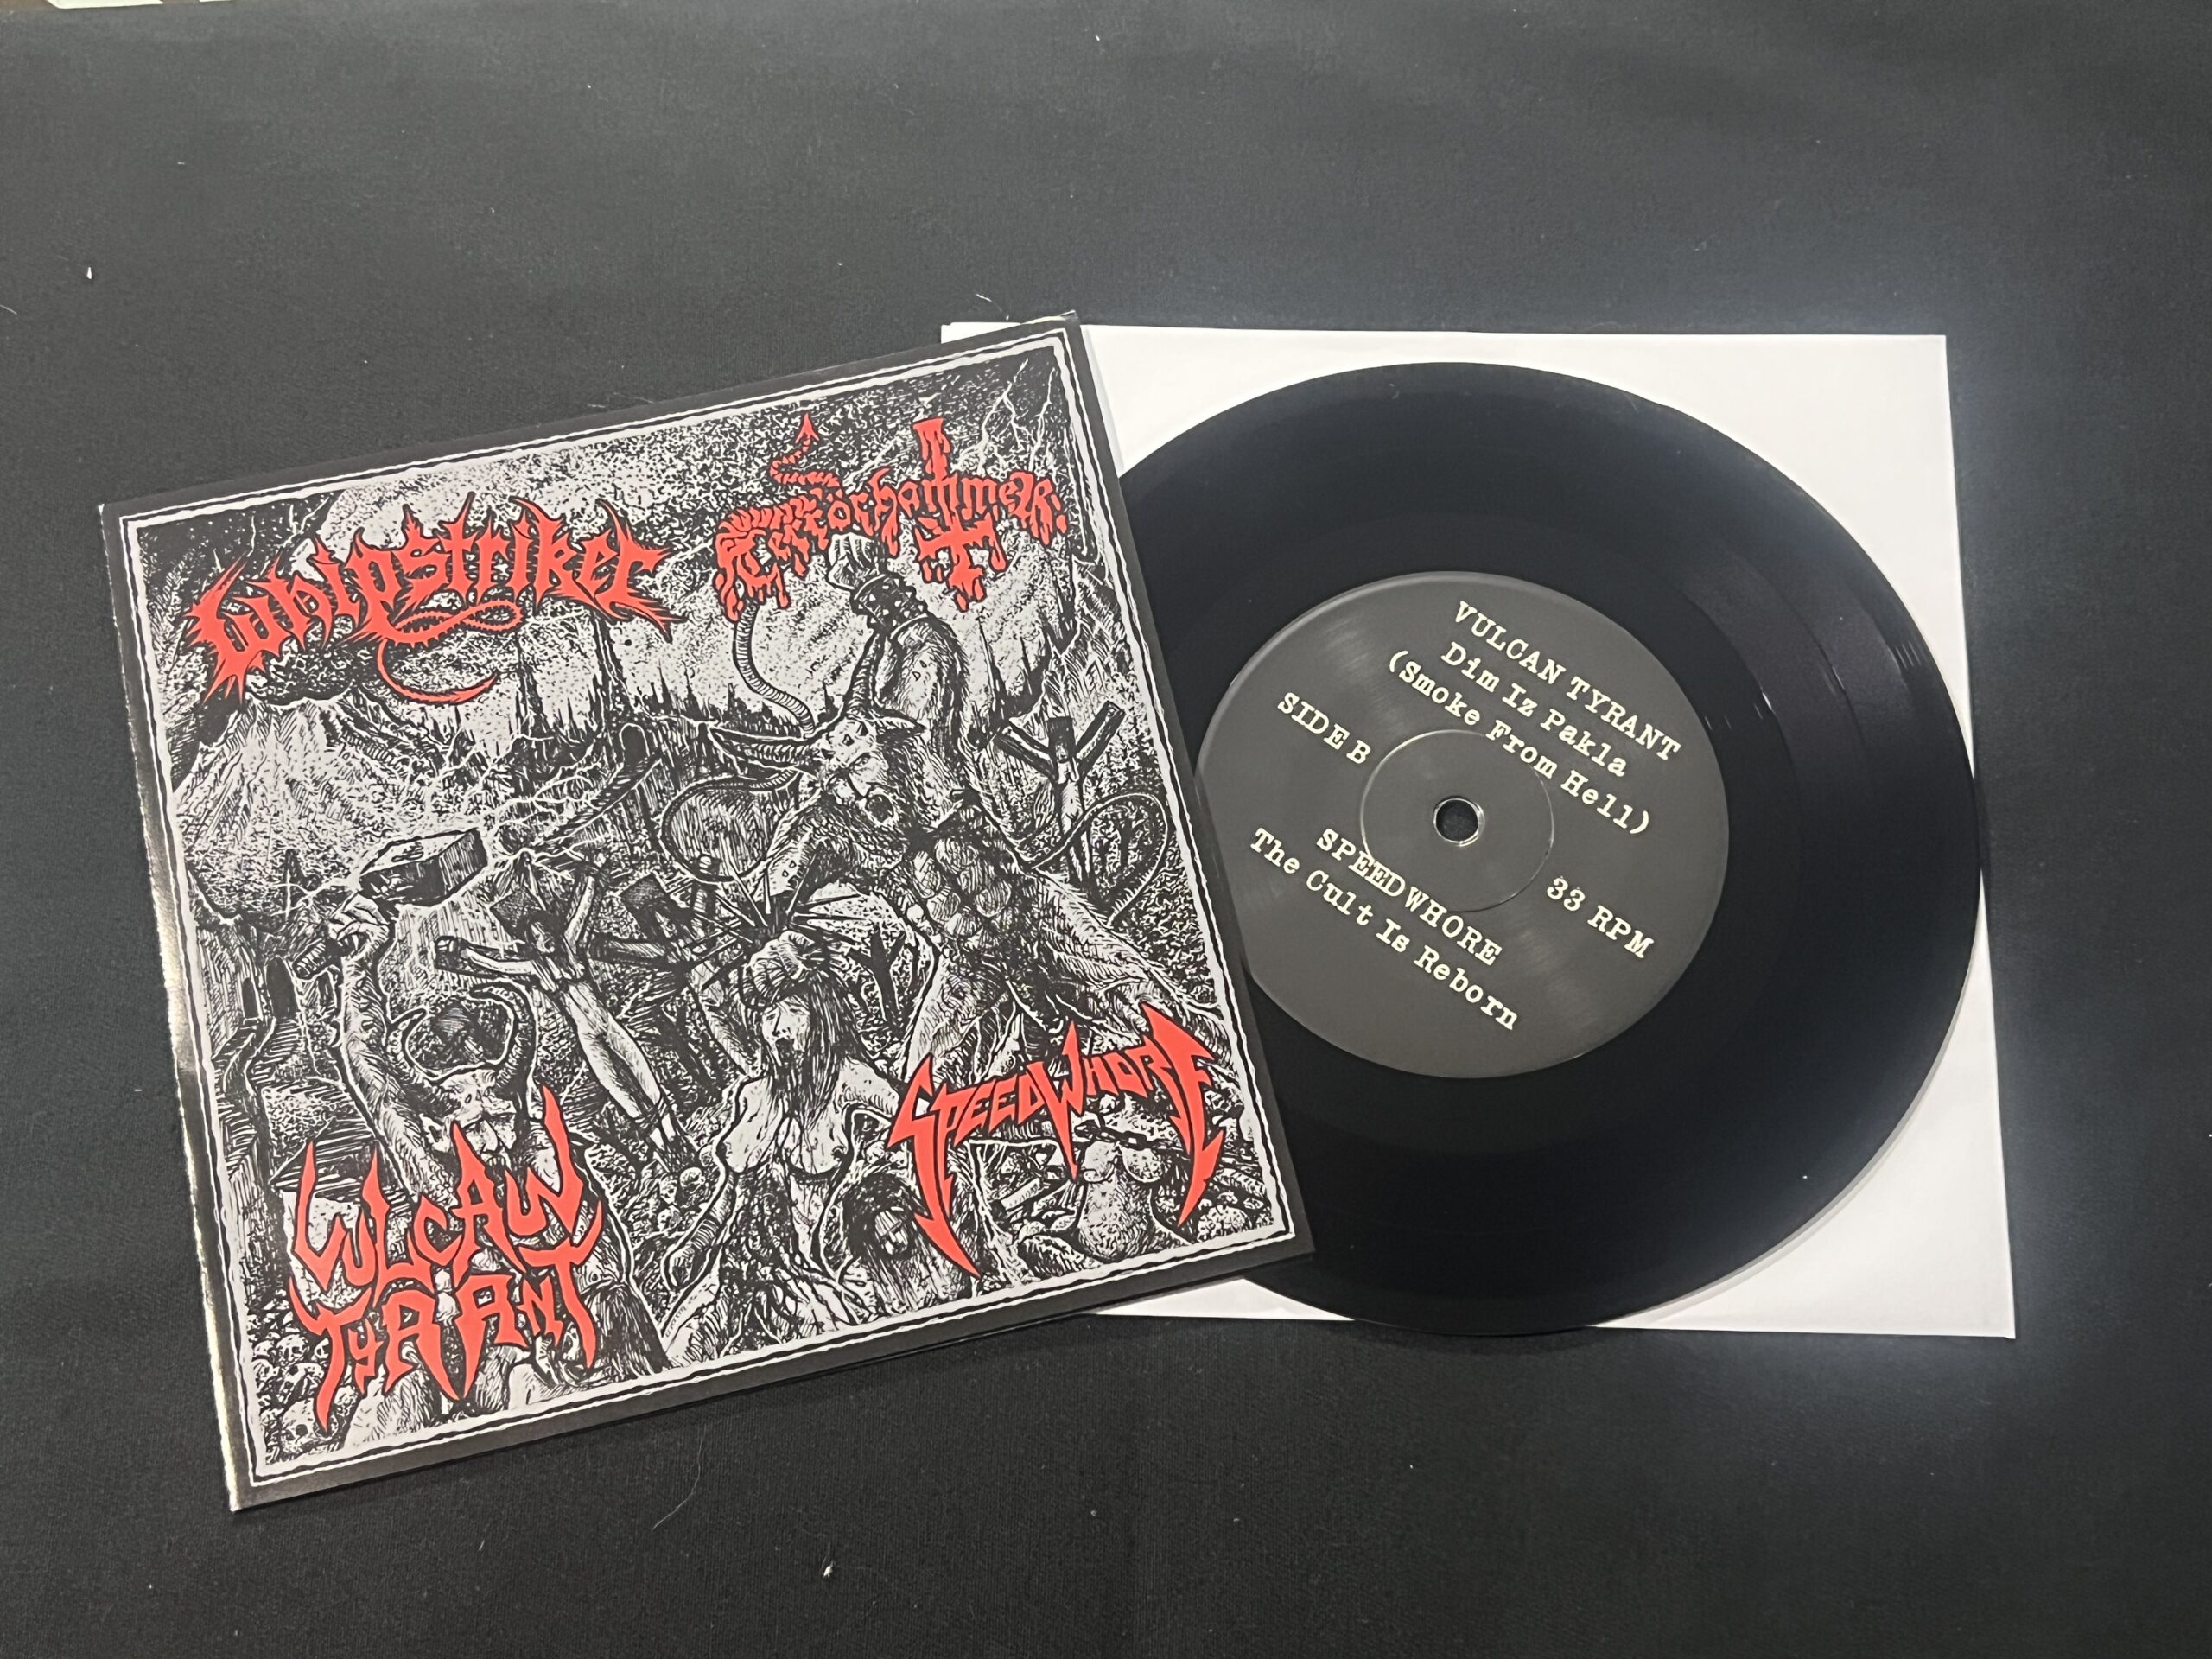 Whipstriker
Terrörhammer
VULCAN
TYRANT
SPEEDWHORE
VULCAN TYRANT
Dim Iz Pakla
(Smoke From Hell)
SIDE B
33 RPM
SPEEDWHORE
The Cult Is Reborn